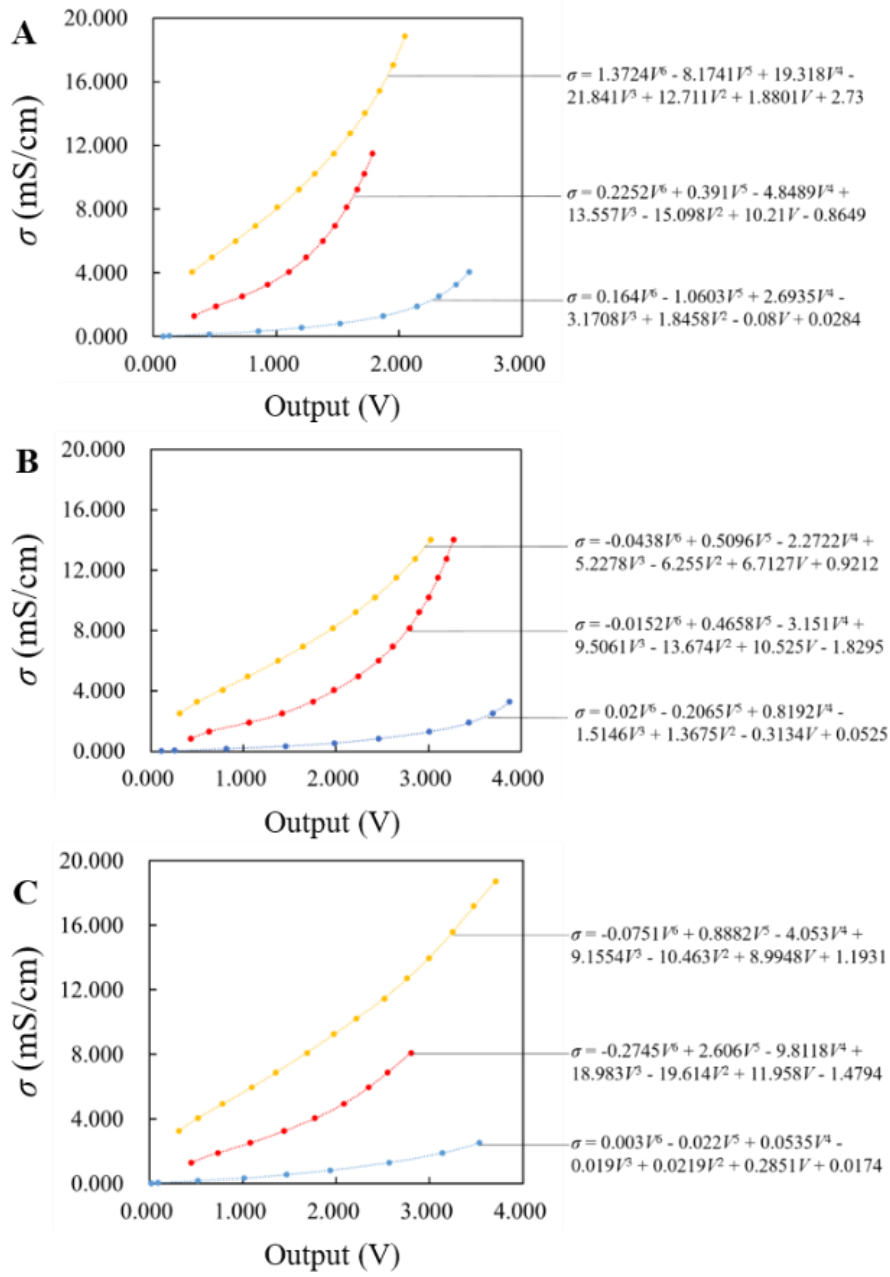 A
20.000
16.000
12.000
8.000
4.000
0.000
σ (mS/cm)
0.000 1.000 2.000 3.000
Output (V)
σ = 1.3724V⁶ - 8.1741V⁵ + 19.318V⁴ -
21.841V³ + 12.711V² + 1.8801V + 2.73
σ = 0.2252V⁶ + 0.391V⁵ - 4.8489V⁴ +
13.557V³ - 15.098V² + 10.21V - 0.8649
σ = 0.164V⁶ - 1.0603V⁵ + 2.6935V⁴ -
3.1708V³ + 1.8458V² - 0.08V + 0.0284
B
20.000
16.000
12.000
8.000
4.000
0.000
σ (mS/cm)
0.000 1.000 2.000 3.000 4.000
Output (V)
σ = -0.0438V⁶ + 0.5096V⁵ - 2.2722V⁴ +
5.2278V³ - 6.255V² + 6.7127V + 0.9212
σ = -0.0152V⁶ + 0.4658V⁵ - 3.151V⁴ +
9.5061V³ - 13.674V² + 10.525V - 1.8295
σ = 0.02V⁶ - 0.2065V⁵ + 0.8192V⁴ -
1.5146V³ + 1.3675V² - 0.3134V + 0.0525
C
20.000
16.000
12.000
8.000
4.000
0.000
σ (mS/cm)
0.000 1.000 2.000 3.000 4.000
Output (V)
σ = -0.0751V⁶ + 0.8882V⁵ - 4.053V⁴ +
9.1554V³ - 10.463V² + 8.9948V + 1.1931
σ = -0.2745V⁶ + 2.606V⁵ - 9.8118V⁴ +
18.983V³ - 19.614V² + 11.958V - 1.4794
σ = 0.003V⁶ - 0.022V⁵ + 0.0535V⁴ -
0.019V³ + 0.0219V² + 0.2851V + 0.0174